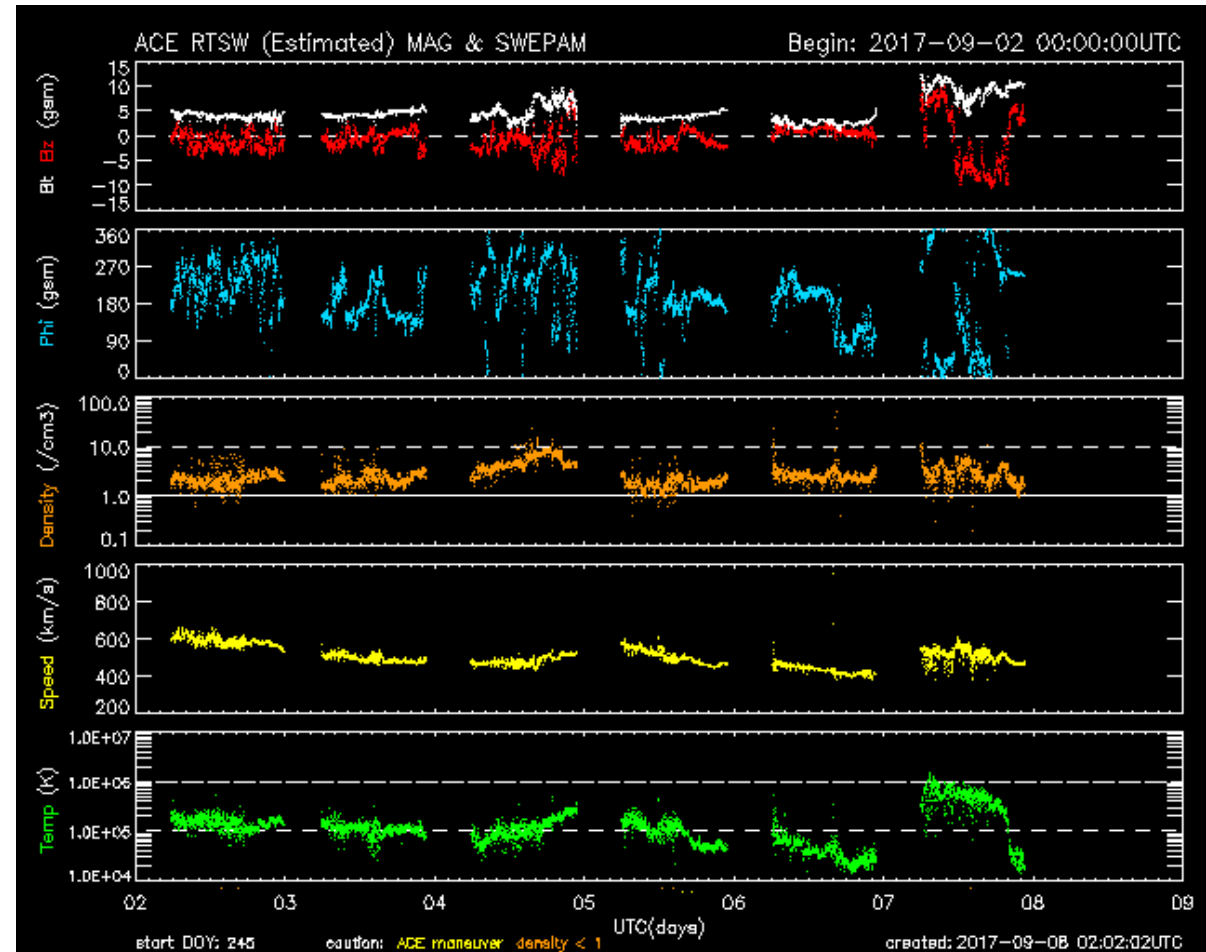 ACE RTSW (Estimated) MAG & SWEPAM Begin: 2017-09-02 00:00:00UTC
Bt Bz (gsm)
15
10
5
0
-5
-10
-15
Phi (gsm)
360
270
180
90
0
Density (/cm3)
100.0
10.0
1.0
0.1
Speed (km/s)
1000
800
600
400
200
Temp (K)
1.0E+07
1.0E+06
1.0E+05
1.0E+04
02 03 04 05 06 07 08 09
UTC(days)
start DOY: 245 caution: ACE maneuver density < 1 created: 2017-09-08 02:02:02UTC